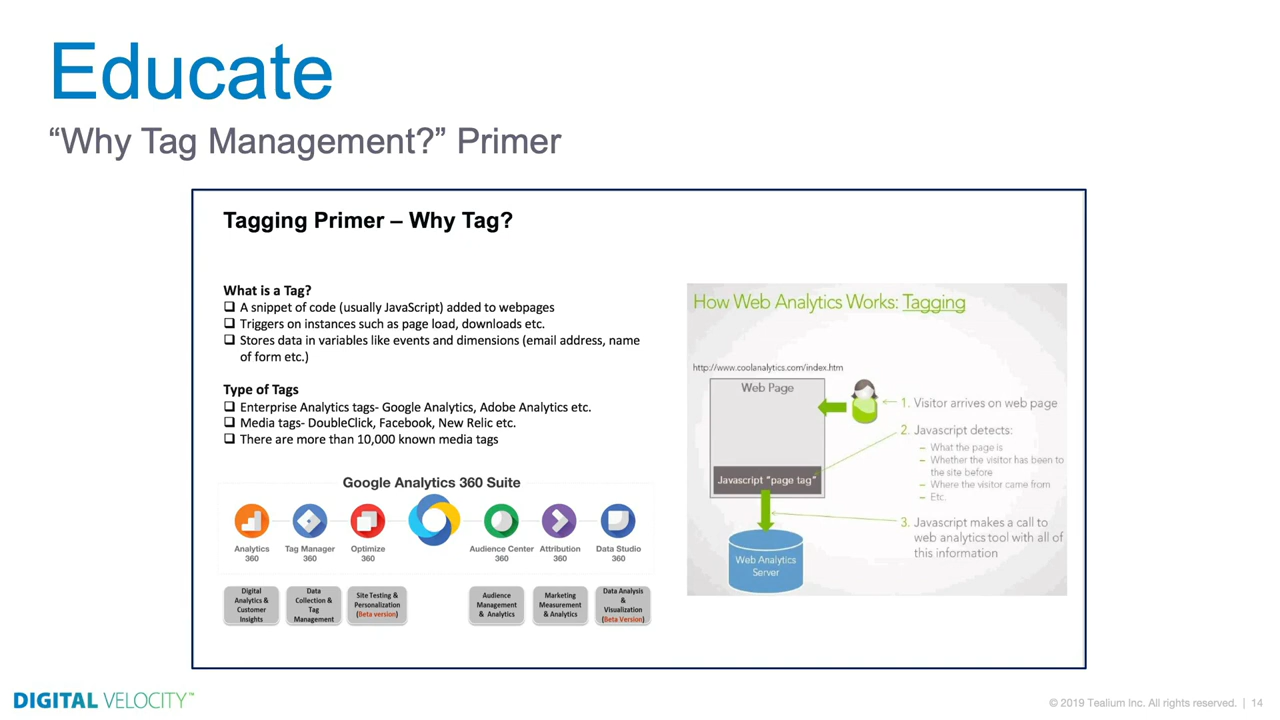 Educate
“Why Tag Management?” Primer
Tagging Primer – Why Tag?
What is a Tag?
❑ A snippet of code (usually JavaScript) added to webpages
❑ Triggers on instances such as page load, downloads etc.
❑ Stores data in variables like events and dimensions (email address, name
of form etc.)
Type of Tags
❑ Enterprise Analytics tags- Google Analytics, Adobe Analytics etc.
❑ Media tags- DoubleClick, Facebook, New Relic etc.
❑ There are more than 10,000 known media tags
Google Analytics 360 Suite
Analytics
360
Tag Manager
360
Optimize
360
Audience Center
360
Attribution
360
Data Studio
360
Digital
Analytics &
Customer
Insights
Data
Collection &
Tag
Management
Site Testing &
Personalization
(Beta version)
Audience
Management
& Analytics
Marketing
Measurement
& Analytics
Data Analysis
&
Visualization
(Beta Version)
How Web Analytics Works: Tagging
http://www.coolanalytics.com/index.htm
Web Page
Javascript “page tag”
Web Analytics
Server
1. Visitor arrives on web page
2. Javascript detects:
– What the page is
– Whether the visitor has been to
the site before
– Where the visitor came from
– Etc.
3. Javascript makes a call to
web analytics tool with all of
this information
DIGITAL VELOCITY™
© 2019 Tealium Inc. All rights reserved. | 14